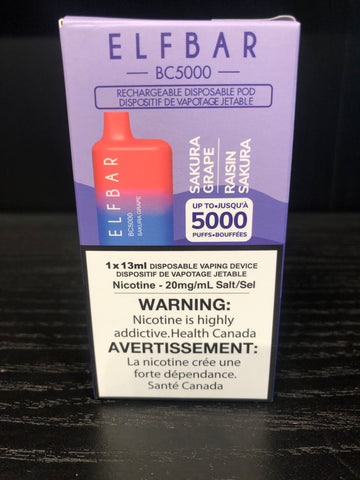 ELFBAR
BC5000
RECHARGEABLE DISPOSABLE POD
DISPOSITIF DE VAPOTAGE JETABLE
ELFBAR
BC5000
SAKURA GRAPE
SAKURA
GRAPE
RAISIN
SAKURA
UP TO•JUSQU'À
5000
PUFFS•BOUFFÉES
1 x 13ml DISPOSABLE VAPING DEVICE
DISPOSITIF DE VAPOTAGE JETABLE
Nicotine - 20mg/mL Salt/Sel
WARNING:
Nicotine is highly
addictive.Health Canada
AVERTISSEMENT:
La nicotine crée une
forte dépendance.
Santé Canada